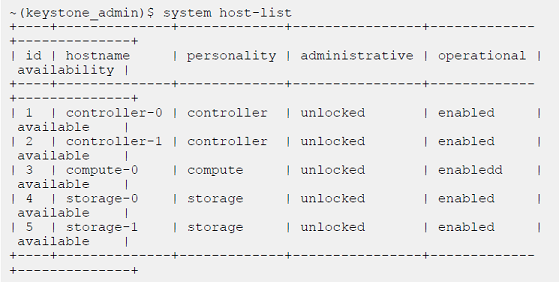 ~(keystone_admin)$ system host-list
+----+--------------+-------------+----------------+-------------
+--------------+
| id | hostname     | personality | administrative | operational |
 availability |
+----+--------------+-------------+----------------+-------------
+--------------+
| 1  | controller-0 | controller  | unlocked       | enabled     |
 available    |
| 2  | controller-1 | controller  | unlocked       | enabled     |
 available    |
| 3  | compute-0    | compute     | unlocked       | enabledd    |
 available    |
| 4  | storage-0    | storage     | unlocked       | enabled     |
 available    |
| 5  | storage-1    | storage     | unlocked       | enabled     |
 available    |
+----+--------------+-------------+----------------+-------------
+--------------+